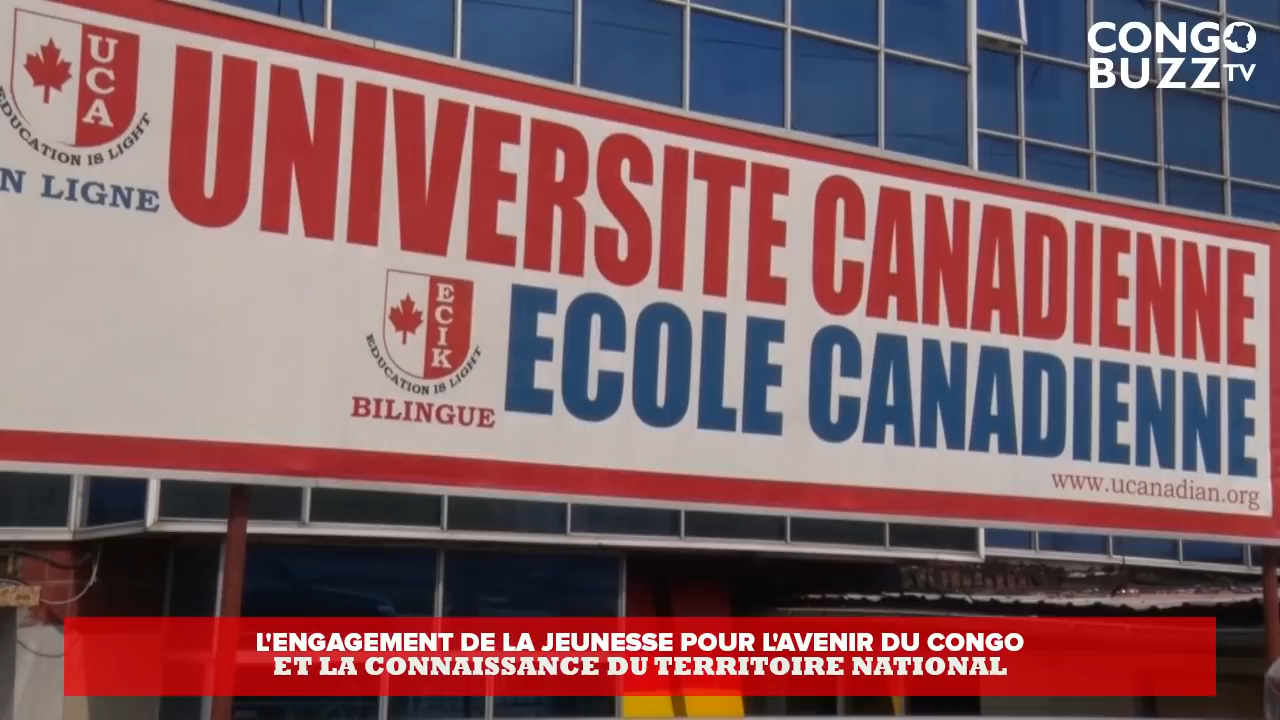 CONGO
BUZZ TV
UCA
EDUCATION IS LIGHT
N LIGNE
UNIVERSITE CANADIENNE
ECIK
EDUCATION IS LIGHT
BILINGUE
ECOLE CANADIENNE
www.ucanadian.org
L'ENGAGEMENT DE LA JEUNESSE POUR L'AVENIR DU CONGO
ET LA CONNAISSANCE DU TERRITOIRE NATIONAL